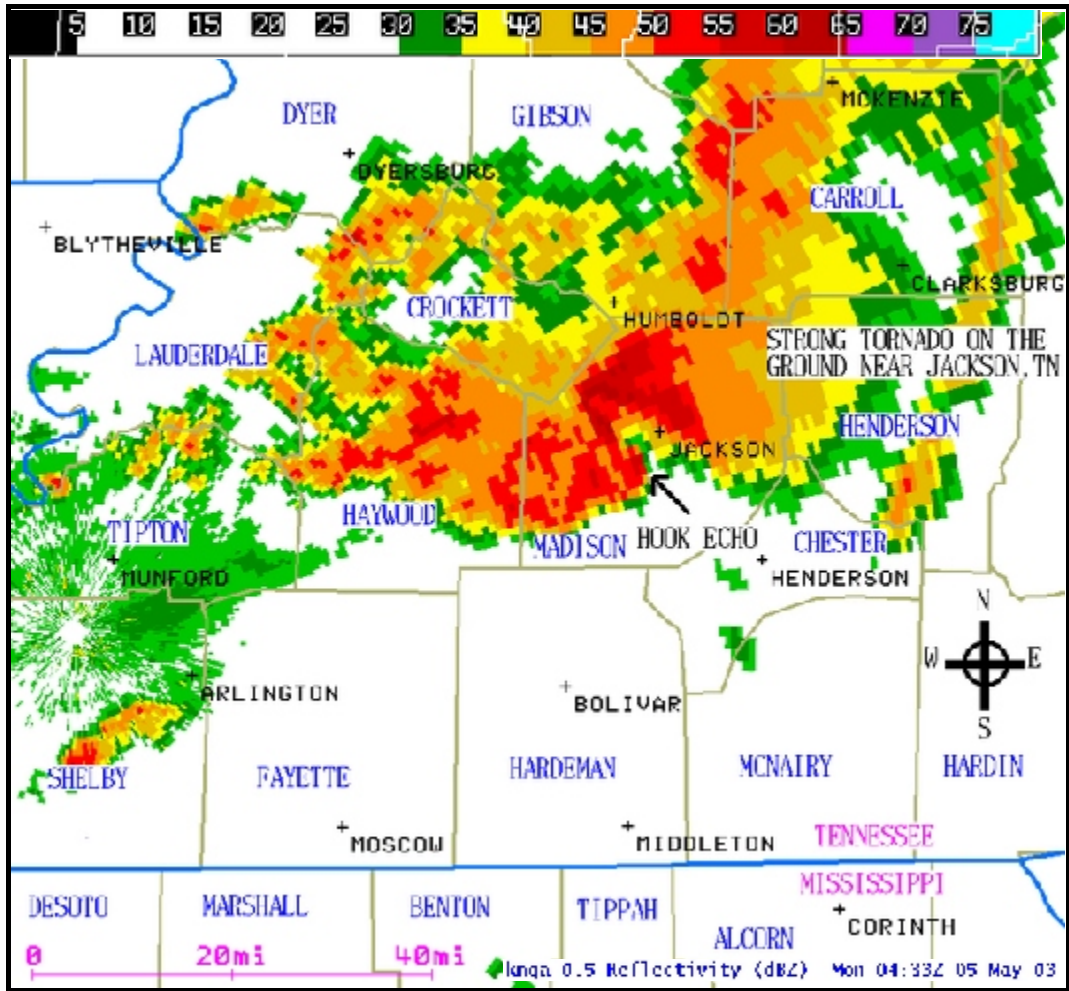 5 10 15 20 25 30 35 40 45 50 55 60 65 70 75
DYER
GIBSON
MCKENZIE
DYERSBURG
CARROLL
BLYTHEVILLE
CLARKSBURG
CROCKETT
HUMBOLDT
STRONG TORNADO ON THE
GROUND NEAR JACKSON,TN
LAUDERDALE
HENDERSON
JACKSON
HAYWOOD
TIPTON
MADISON
HOOK ECHO
CHESTER
MUNFORD
HENDERSON
N
W E
S
ARLINGTON
BOLIVAR
SHELBY
FAYETTE
HARDEMAN
MCNAIRY
HARDIN
MOSCOW
MIDDLETON
TENNESSEE
MISSISSIPPI
DESOTO
MARSHALL
BENTON
TIPPAH
CORINTH
ALCORN
0 20mi 40mi
knqa 0.5 Reflectivity (dBZ) Mon 04:33Z 05 May 03